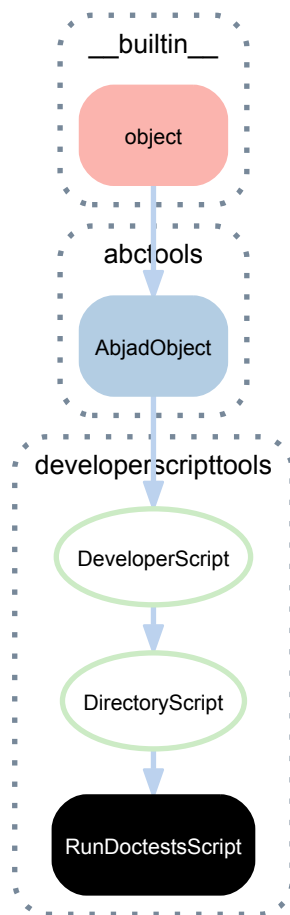 __builtin__
object
abctools
AbjadObject
developerscripttools
DeveloperScript
DirectoryScript
RunDoctestsScript